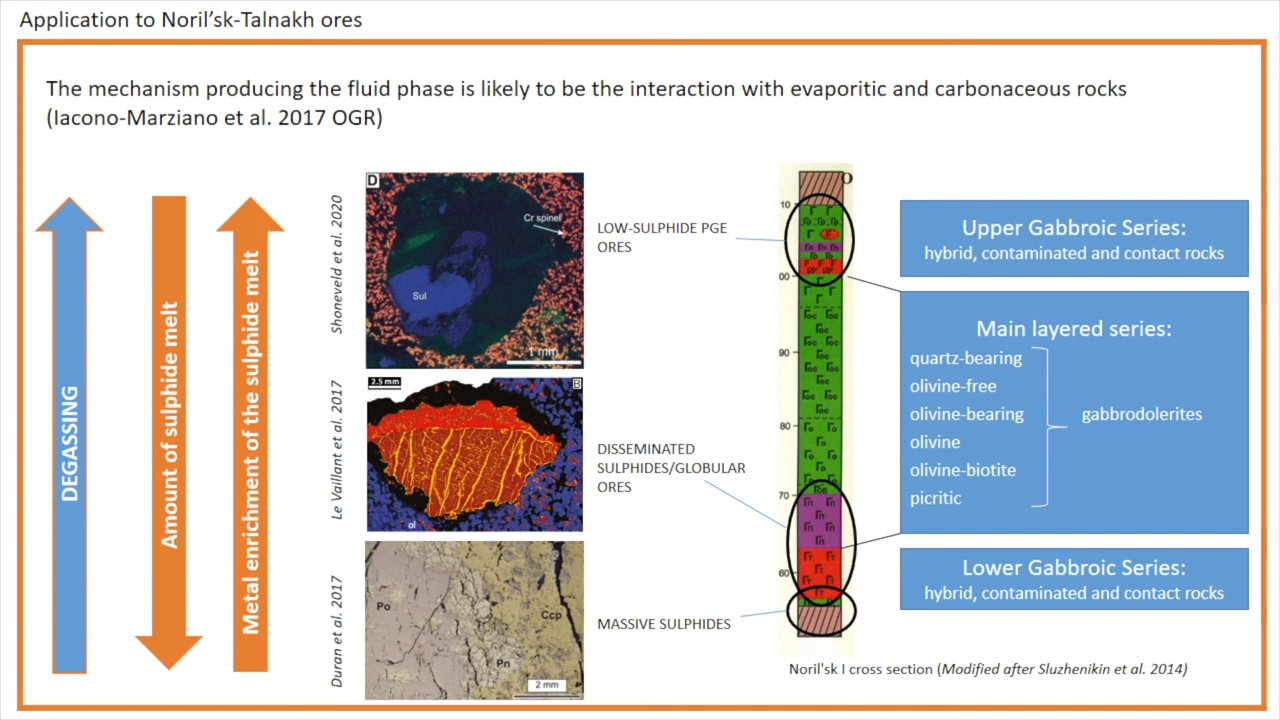 Application to Noril'sk-Talnakh ores
The mechanism producing the fluid phase is likely to be the interaction with evaporitic and carbonaceous rocks
(Iacono-Marziano et al. 2017 OGR)
DEGASSING
Amount of sulphide melt
Metal enrichment of the sulphide melt
Shoneveld et al. 2020
D
Cr spinel
Sul
1 mm
Le Vaillant et al. 2017
2.5 mm
B
ol
Duran et al. 2017
Po
Ccp
Pn
2 mm
LOW-SULPHIDE PGE
ORES
DISSEMINATED
SULPHIDES/GLOBULAR
ORES
MASSIVE SULPHIDES
10
00
90
80
70
60
Upper Gabbroic Series:
hybrid, contaminated and contact rocks
Main layered series:
quartz-bearing
olivine-free
olivine-bearing
olivine
olivine-biotite
picritic
gabbrodolerites
Lower Gabbroic Series:
hybrid, contaminated and contact rocks
Noril'sk I cross section (Modified after Sluzhenikin et al. 2014)